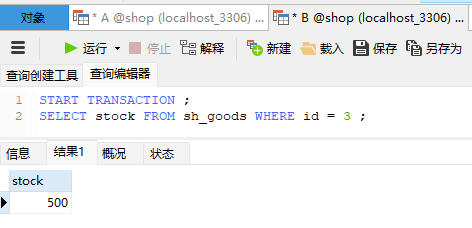 对象
* A @shop (localhost_3306) ...
* B @shop (localhost_3306) ...
运行
停止
解释
新建
载入
保存
另存为
查询创建工具
查询编辑器
1 START TRANSACTION ;
2 SELECT stock FROM sh_goods WHERE id = 3 ;
信息
结果1
概况
状态
stock
500